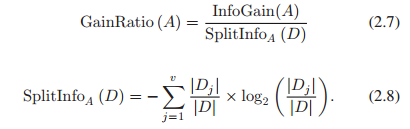 GainRatio (A) = InfoGain(A) / SplitInfo_A (D) (2.7)
SplitInfo_A (D) = − ∑_{j=1}^{v} |D_j| / |D| × log_2 ( |D_j| / |D| ). (2.8)